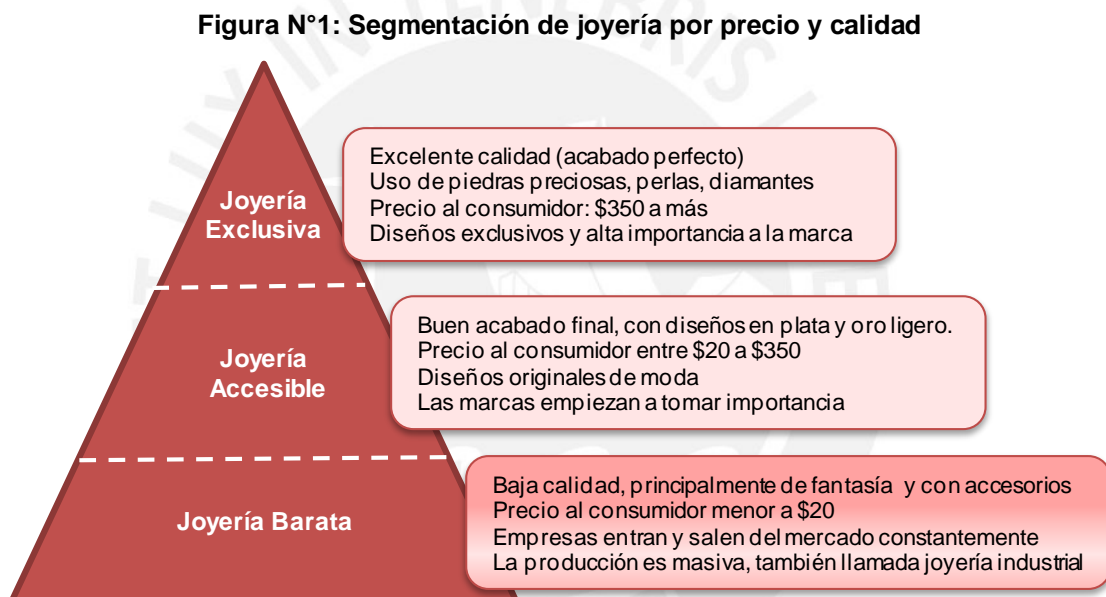 Figura N°1: Segmentación de joyería por precio y calidad
Joyería
Exclusiva
Excelente calidad (acabado perfecto)
Uso de piedras preciosas, perlas, diamantes
Precio al consumidor: $350 a más
Diseños exclusivos y alta importancia a la marca
Joyería
Accesible
Buen acabado final, con diseños en plata y oro ligero.
Precio al consumidor entre $20 a $350
Diseños originales de moda
Las marcas empiezan a tomar importancia
Joyería Barata
Baja calidad, principalmente de fantasía y con accesorios
Precio al consumidor menor a $20
Empresas entran y salen del mercado constantemente
La producción es masiva, también llamada joyería industrial